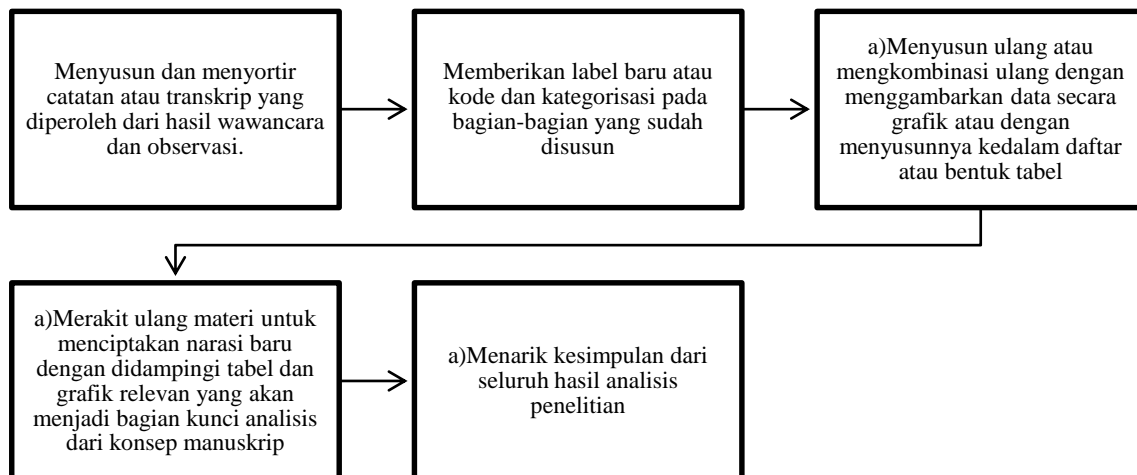 Menyusun dan menyortir
catatan atau transkrip yang
diperoleh dari hasil wawancara
dan observasi.
Memberikan label baru atau
kode dan kategorisasi pada
bagian-bagian yang sudah
disusun
a)Menyusun ulang atau
mengkombinasi ulang dengan
menggambarkan data secara
grafik atau dengan
menyusunnya kedalam daftar
atau bentuk tabel
a)Merakit ulang materi untuk
menciptakan narasi baru
dengan didampingi tabel dan
grafik relevan yang akan
menjadi bagian kunci analisis
dari konsep manuskrip
a)Menarik kesimpulan dari
seluruh hasil analisis
penelitian